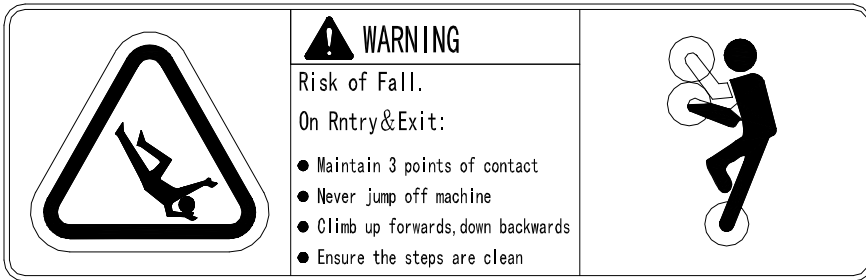 WARNING
Risk of Fall.
On Rntry&Exit:
● Maintain 3 points of contact
● Never jump off machine
● Climb up forwards,down backwards
● Ensure the steps are clean